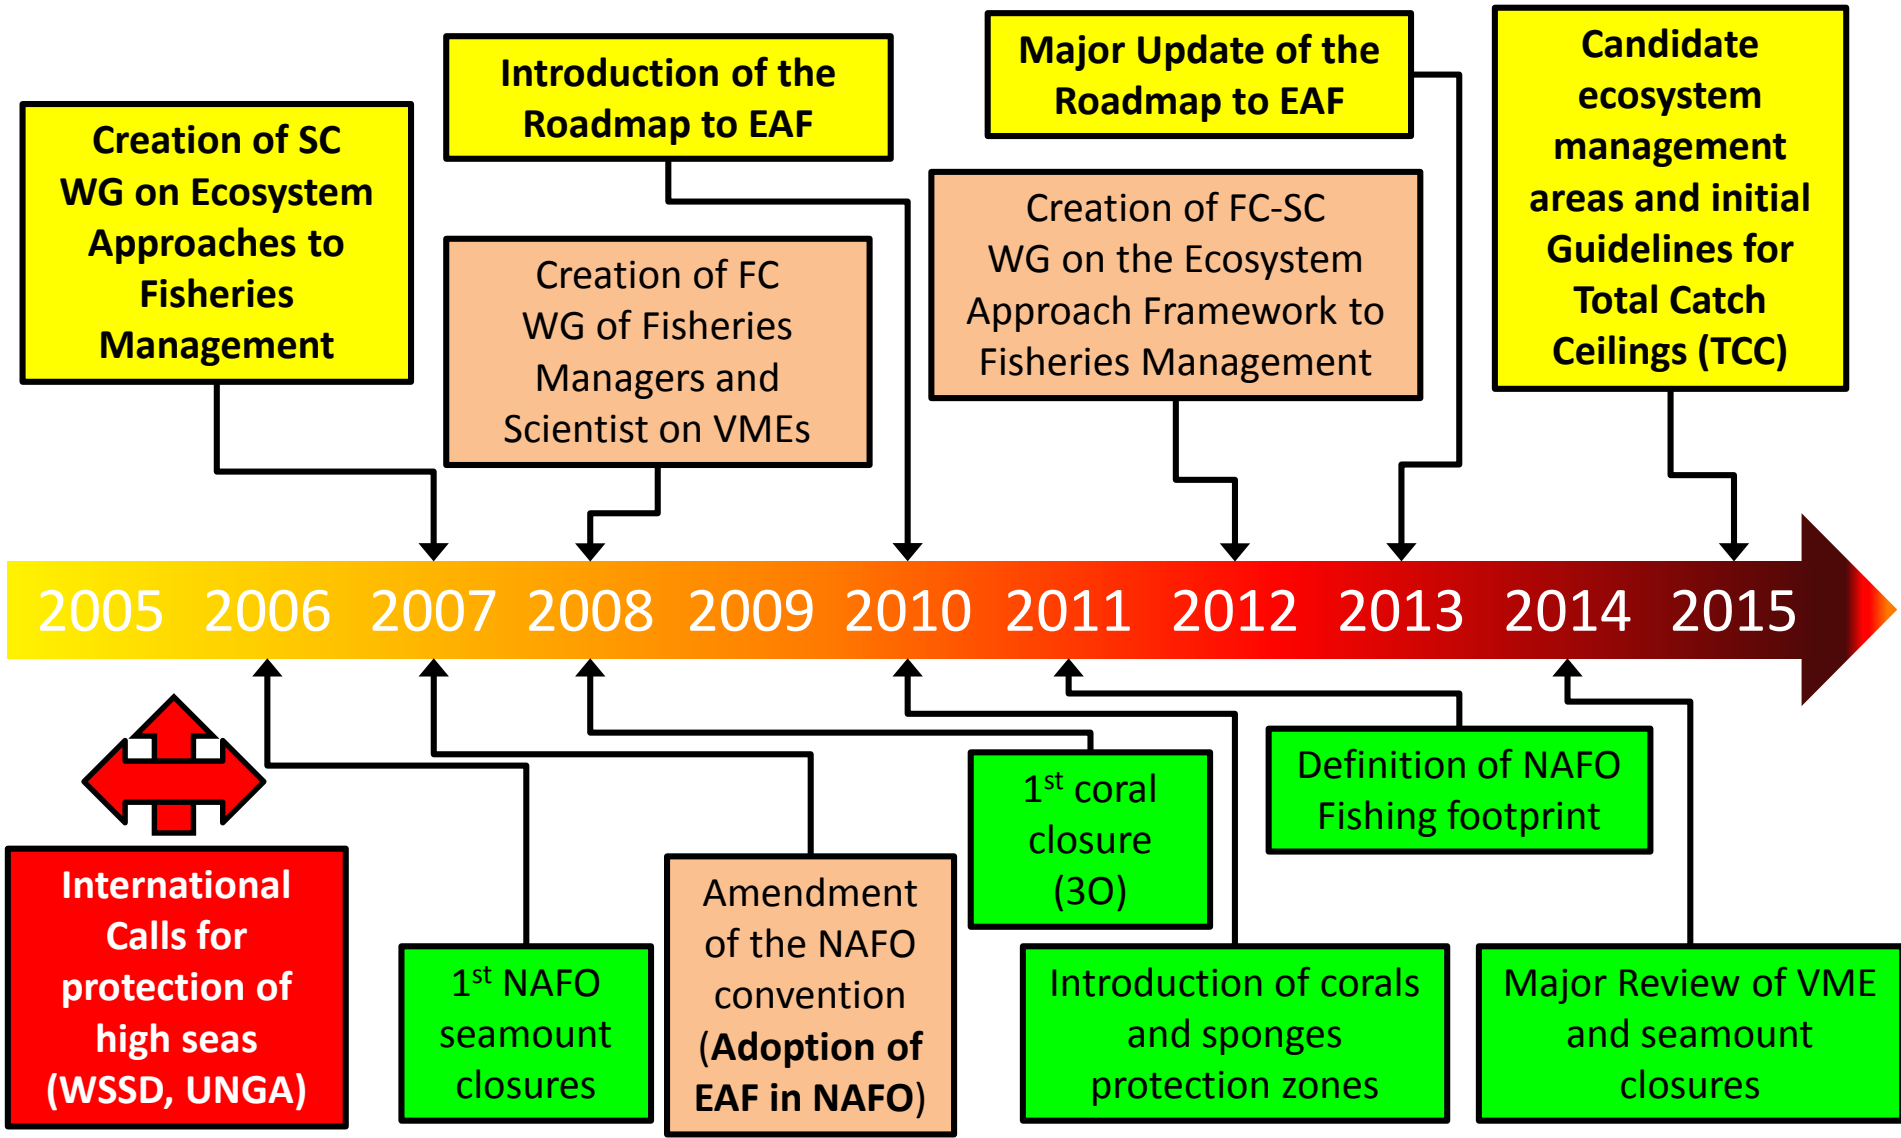 Creation of SC
WG on Ecosystem
Approaches to
Fisheries
Management
Introduction of the
Roadmap to EAF
Creation of FC
WG of Fisheries
Managers and
Scientist on VMEs
Major Update of the
Roadmap to EAF
Creation of FC-SC
WG on the Ecosystem
Approach Framework to
Fisheries Management
Candidate
ecosystem
management
areas and initial
Guidelines for
Total Catch
Ceilings (TCC)
2005 2006 2007 2008 2009 2010 2011 2012 2013 2014 2015
International
Calls for
protection of
high seas
(WSSD, UNGA)
1st NAFO
seamount
closures
Amendment
of the NAFO
convention
(Adoption of
EAF in NAFO)
1st coral
closure
(3O)
Introduction of corals
and sponges
protection zones
Definition of NAFO
Fishing footprint
Major Review of VME
and seamount
closures